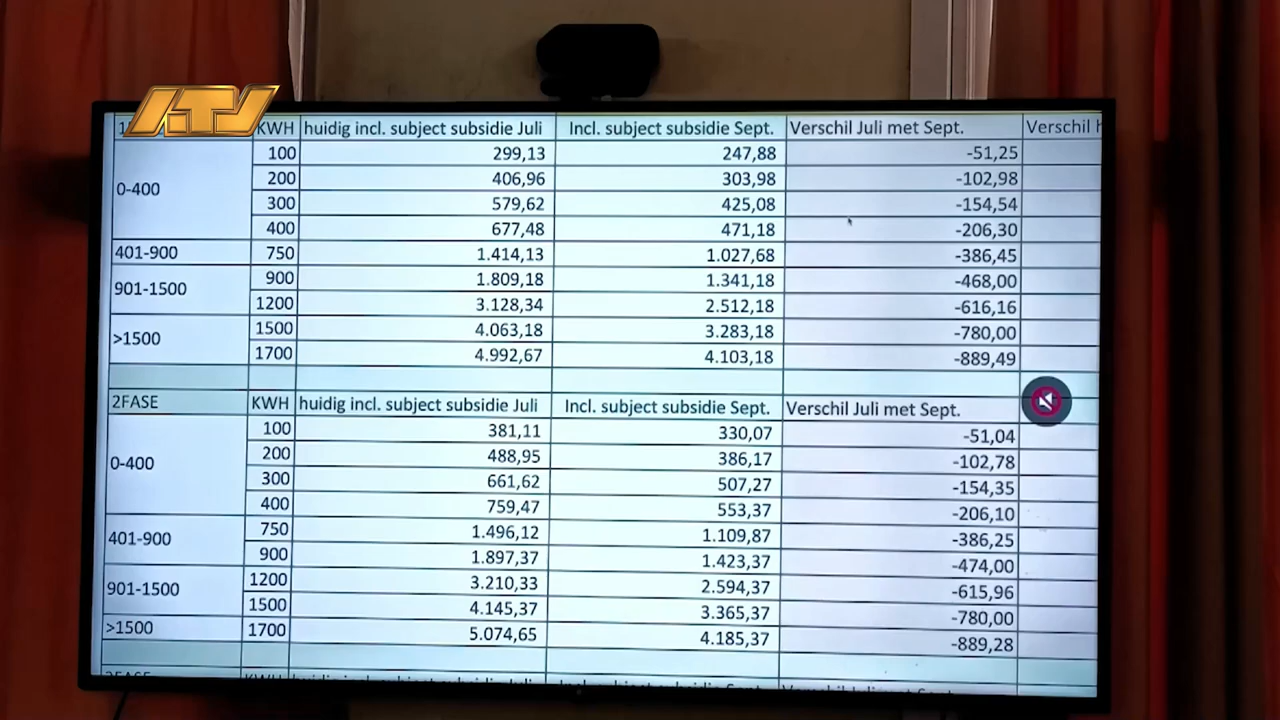 ATV
KWH huidig incl. subject subsidie Juli Incl. subject subsidie Sept. Verschil Juli met Sept. Verschil
0-400 100 299,13 247,88 -51,25
200 406,96 303,98 -102,98
300 579,62 425,08 -154,54
400 677,48 471,18 -206,30
401-900 750 1.414,13 1.027,68 -386,45
901-1500 900 1.809,18 1.341,18 -468,00
1200 3.128,34 2.512,18 -616,16
>1500 1500 4.063,18 3.283,18 -780,00
1700 4.992,67 4.103,18 -889,49
2FASE KWH huidig incl. subject subsidie Juli Incl. subject subsidie Sept. Verschil Juli met Sept.
0-400 100 381,11 330,07 -51,04
200 488,95 386,17 -102,78
300 661,62 507,27 -154,35
400 759,47 553,37 -206,10
401-900 750 1.496,12 1.109,87 -386,25
900 1.897,37 1.423,37 -474,00
901-1500 1200 3.210,33 2.594,37 -615,96
1500 4.145,37 3.365,37 -780,00
>1500 1700 5.074,65 4.185,37 -889,28